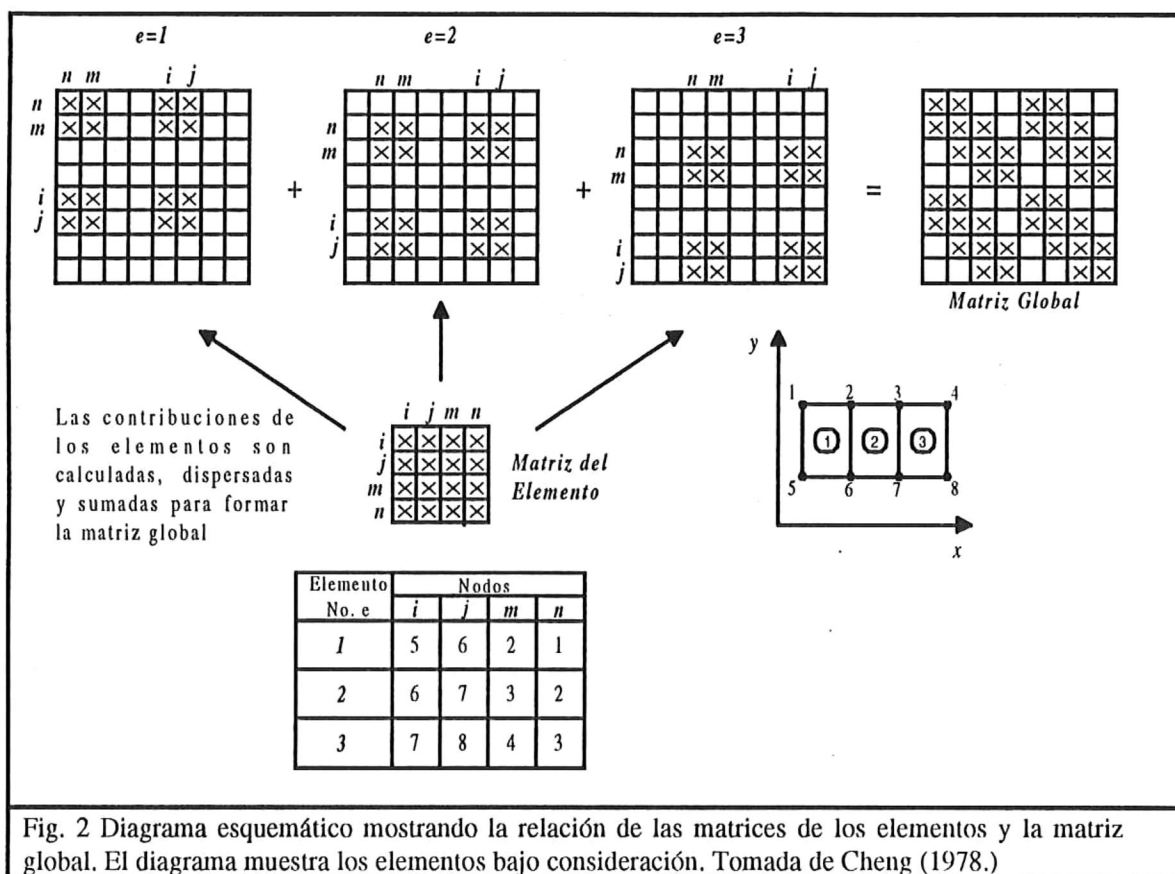 e=1 e=2 e=3
n m i j n m i j n m i j
n × × × ×
m × × × ×
i × × × ×
j × × × ×
+
n × × × ×
m × × × ×
i × × × ×
j × × × ×
+
n × × × ×
m × × × ×
i × × × ×
j × × × ×
=
× × × ×
× × × × × ×
× × × × × ×
× × × ×
× × × ×
× × × × × ×
× × × × × ×
× × × ×
Matriz Global
Las contribuciones de
los elementos son
calculadas, dispersadas
y sumadas para formar
la matriz global
i j m n
i × × × ×
j × × × ×
m × × × ×
n × × × ×
Matriz del
Elemento
y
1 2 3 4
1 2 3
5 6 7 8
x
Elemento Nodos
No. e i j m n
1 5 6 2 1
2 6 7 3 2
3 7 8 4 3
Fig. 2 Diagrama esquemático mostrando la relación de las matrices de los elementos y la matriz
global. El diagrama muestra los elementos bajo consideración. Tomada de Cheng (1978.)